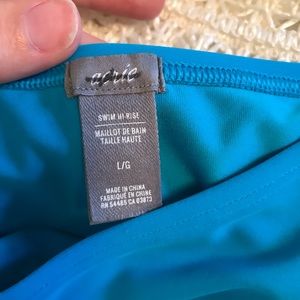 aerie
SWIM HI-RISE
MAILLOT DE BAIN
TAILLE HAUTE
L/G
MADE IN CHINA
FABRIQUÉ EN CHINE
RN 54485 CA 03873